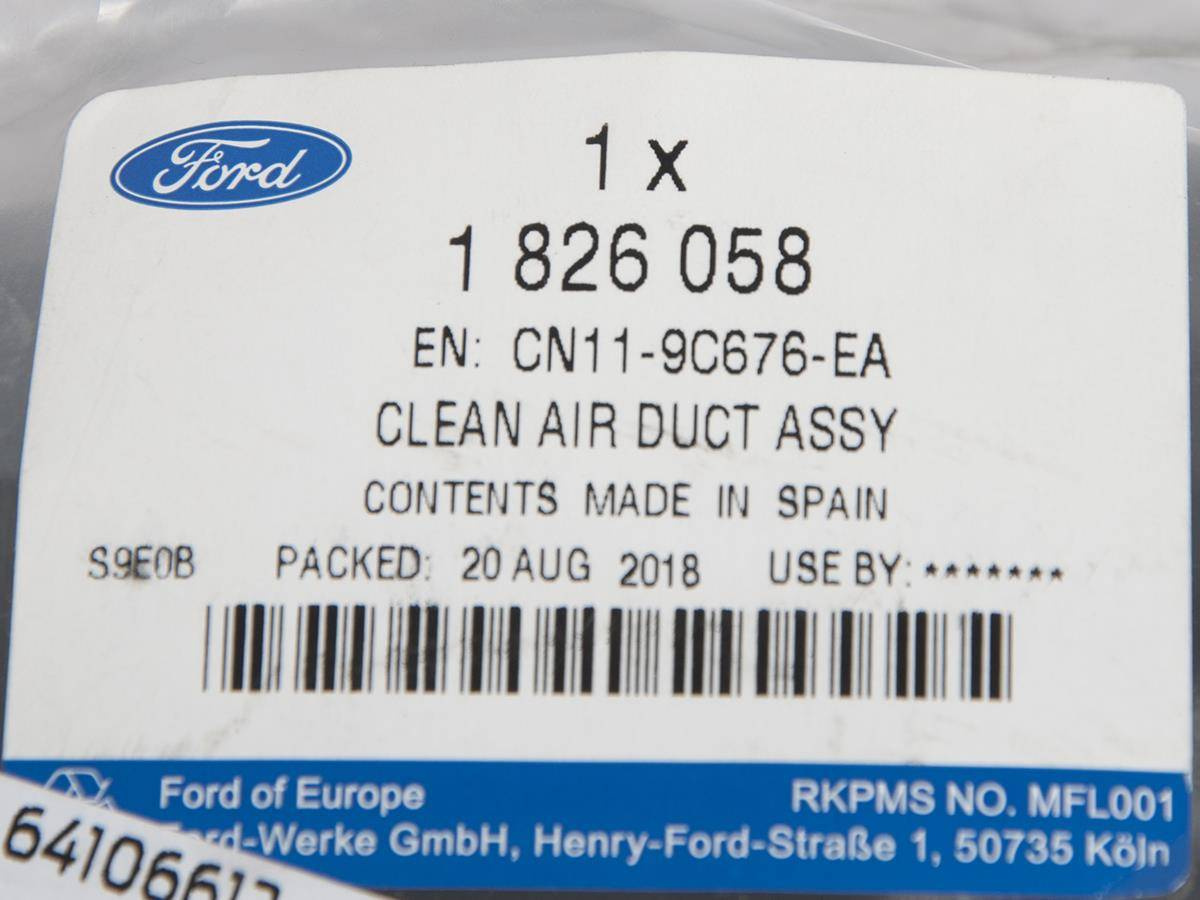 Ford
1 x
1 826 058
EN: CN11-9C676-EA
CLEAN AIR DUCT ASSY
CONTENTS MADE IN SPAIN
S9E0B PACKED: 20 AUG 2018 USE BY: *******
Ford of Europe RKPMS NO. MFL001
Ford-Werke GmbH, Henry-Ford-Straße 1, 50735 Köln